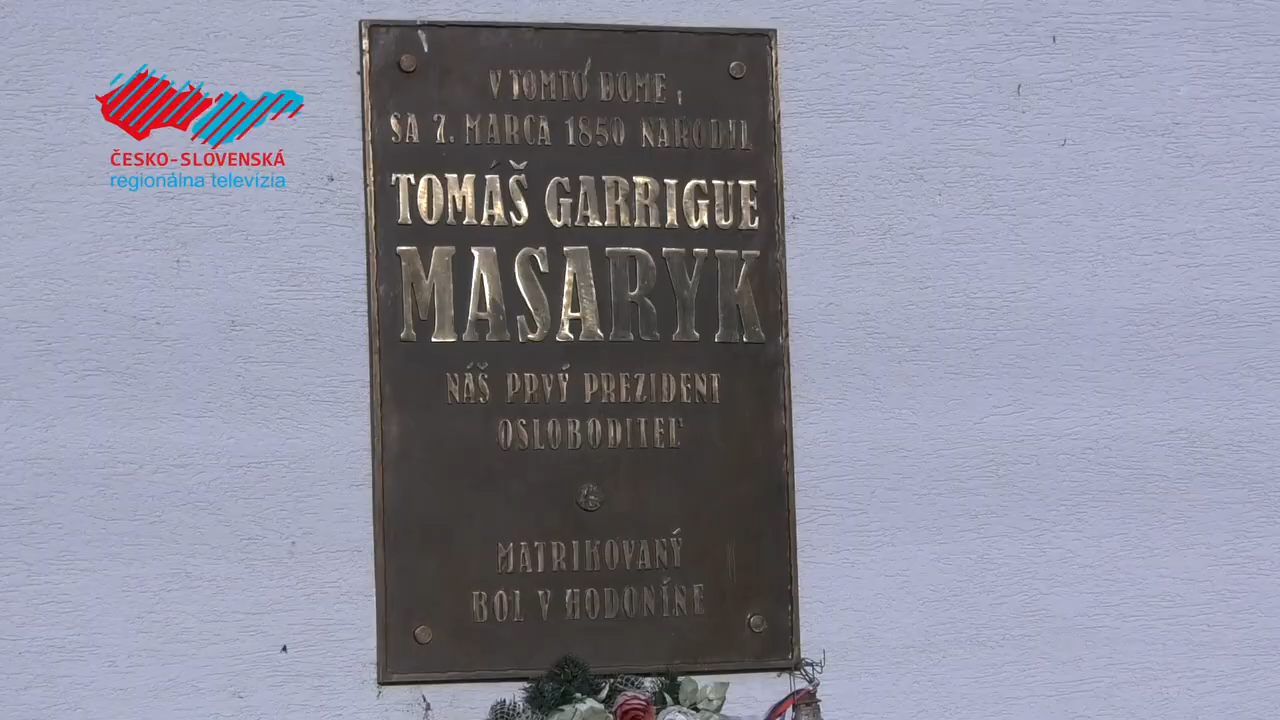 ČESKO-SLOVENSKÁ
regionálna televízia
V TOMTO DOME
SA 7. MARCA 1850 NARODIL
TOMÁŠ GARRIGUE
MASARYK
NÁŠ PRVÝ PREZIDENT
OSLOBODITEĽ
MATRIKOVANÝ
BOL V HODONÍNE